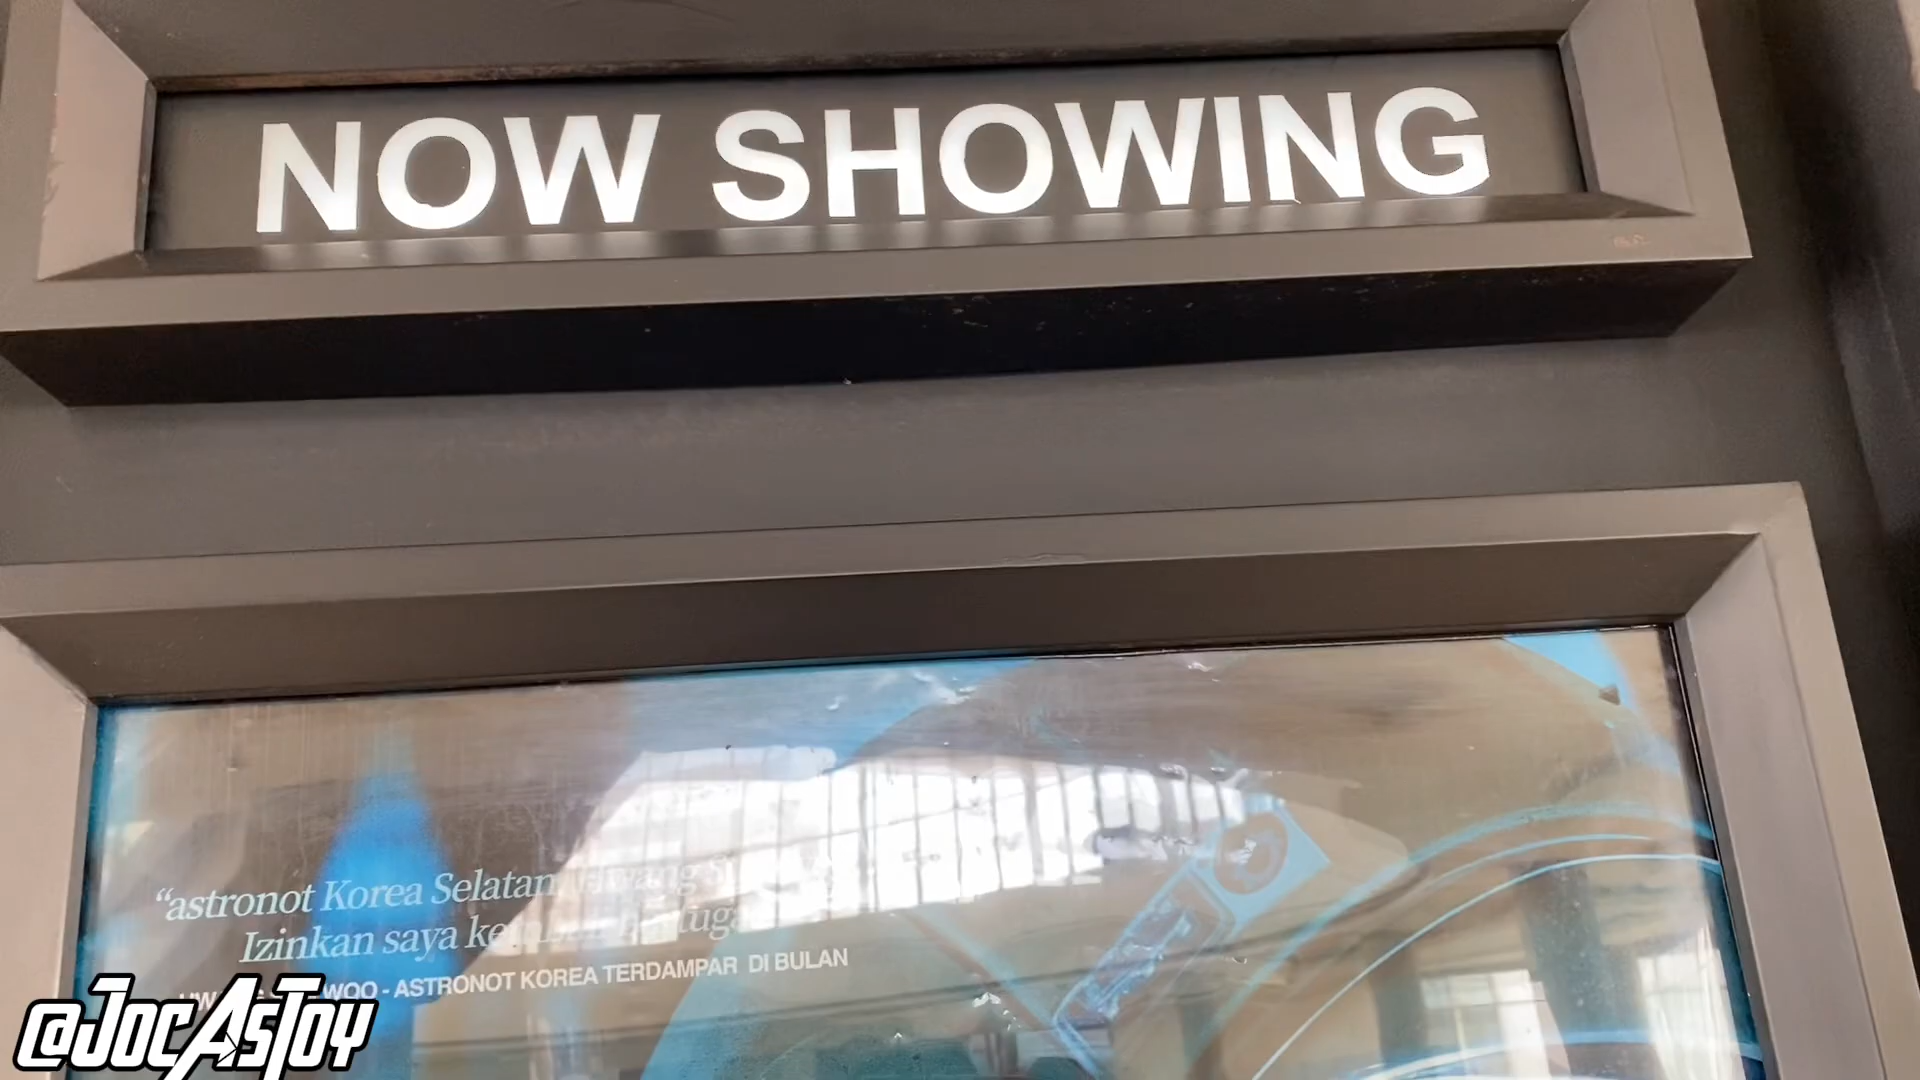 NOW SHOWING
“astronot Korea Selatan
Izinkan saya
WOO - ASTRONOT KOREA TERDAMPAR DI BULAN
@JOCASTOY